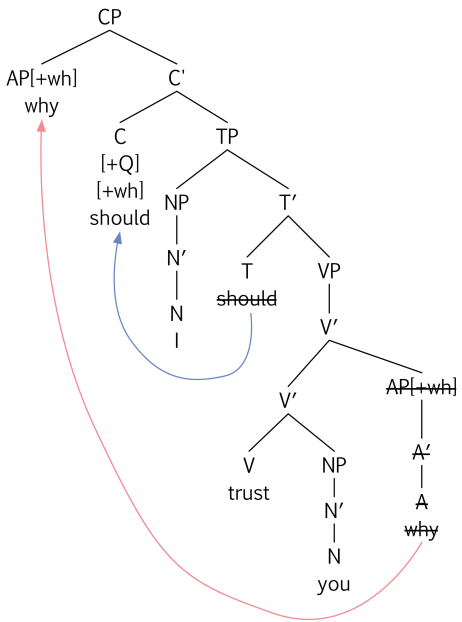 CP
AP[+wh] C'
why
C TP
[+Q]
[+wh] NP T′
should
N′ T VP
should
N V′
I
V′ AP[+wh]
V NP A′
trust
N′ A
why
N
you